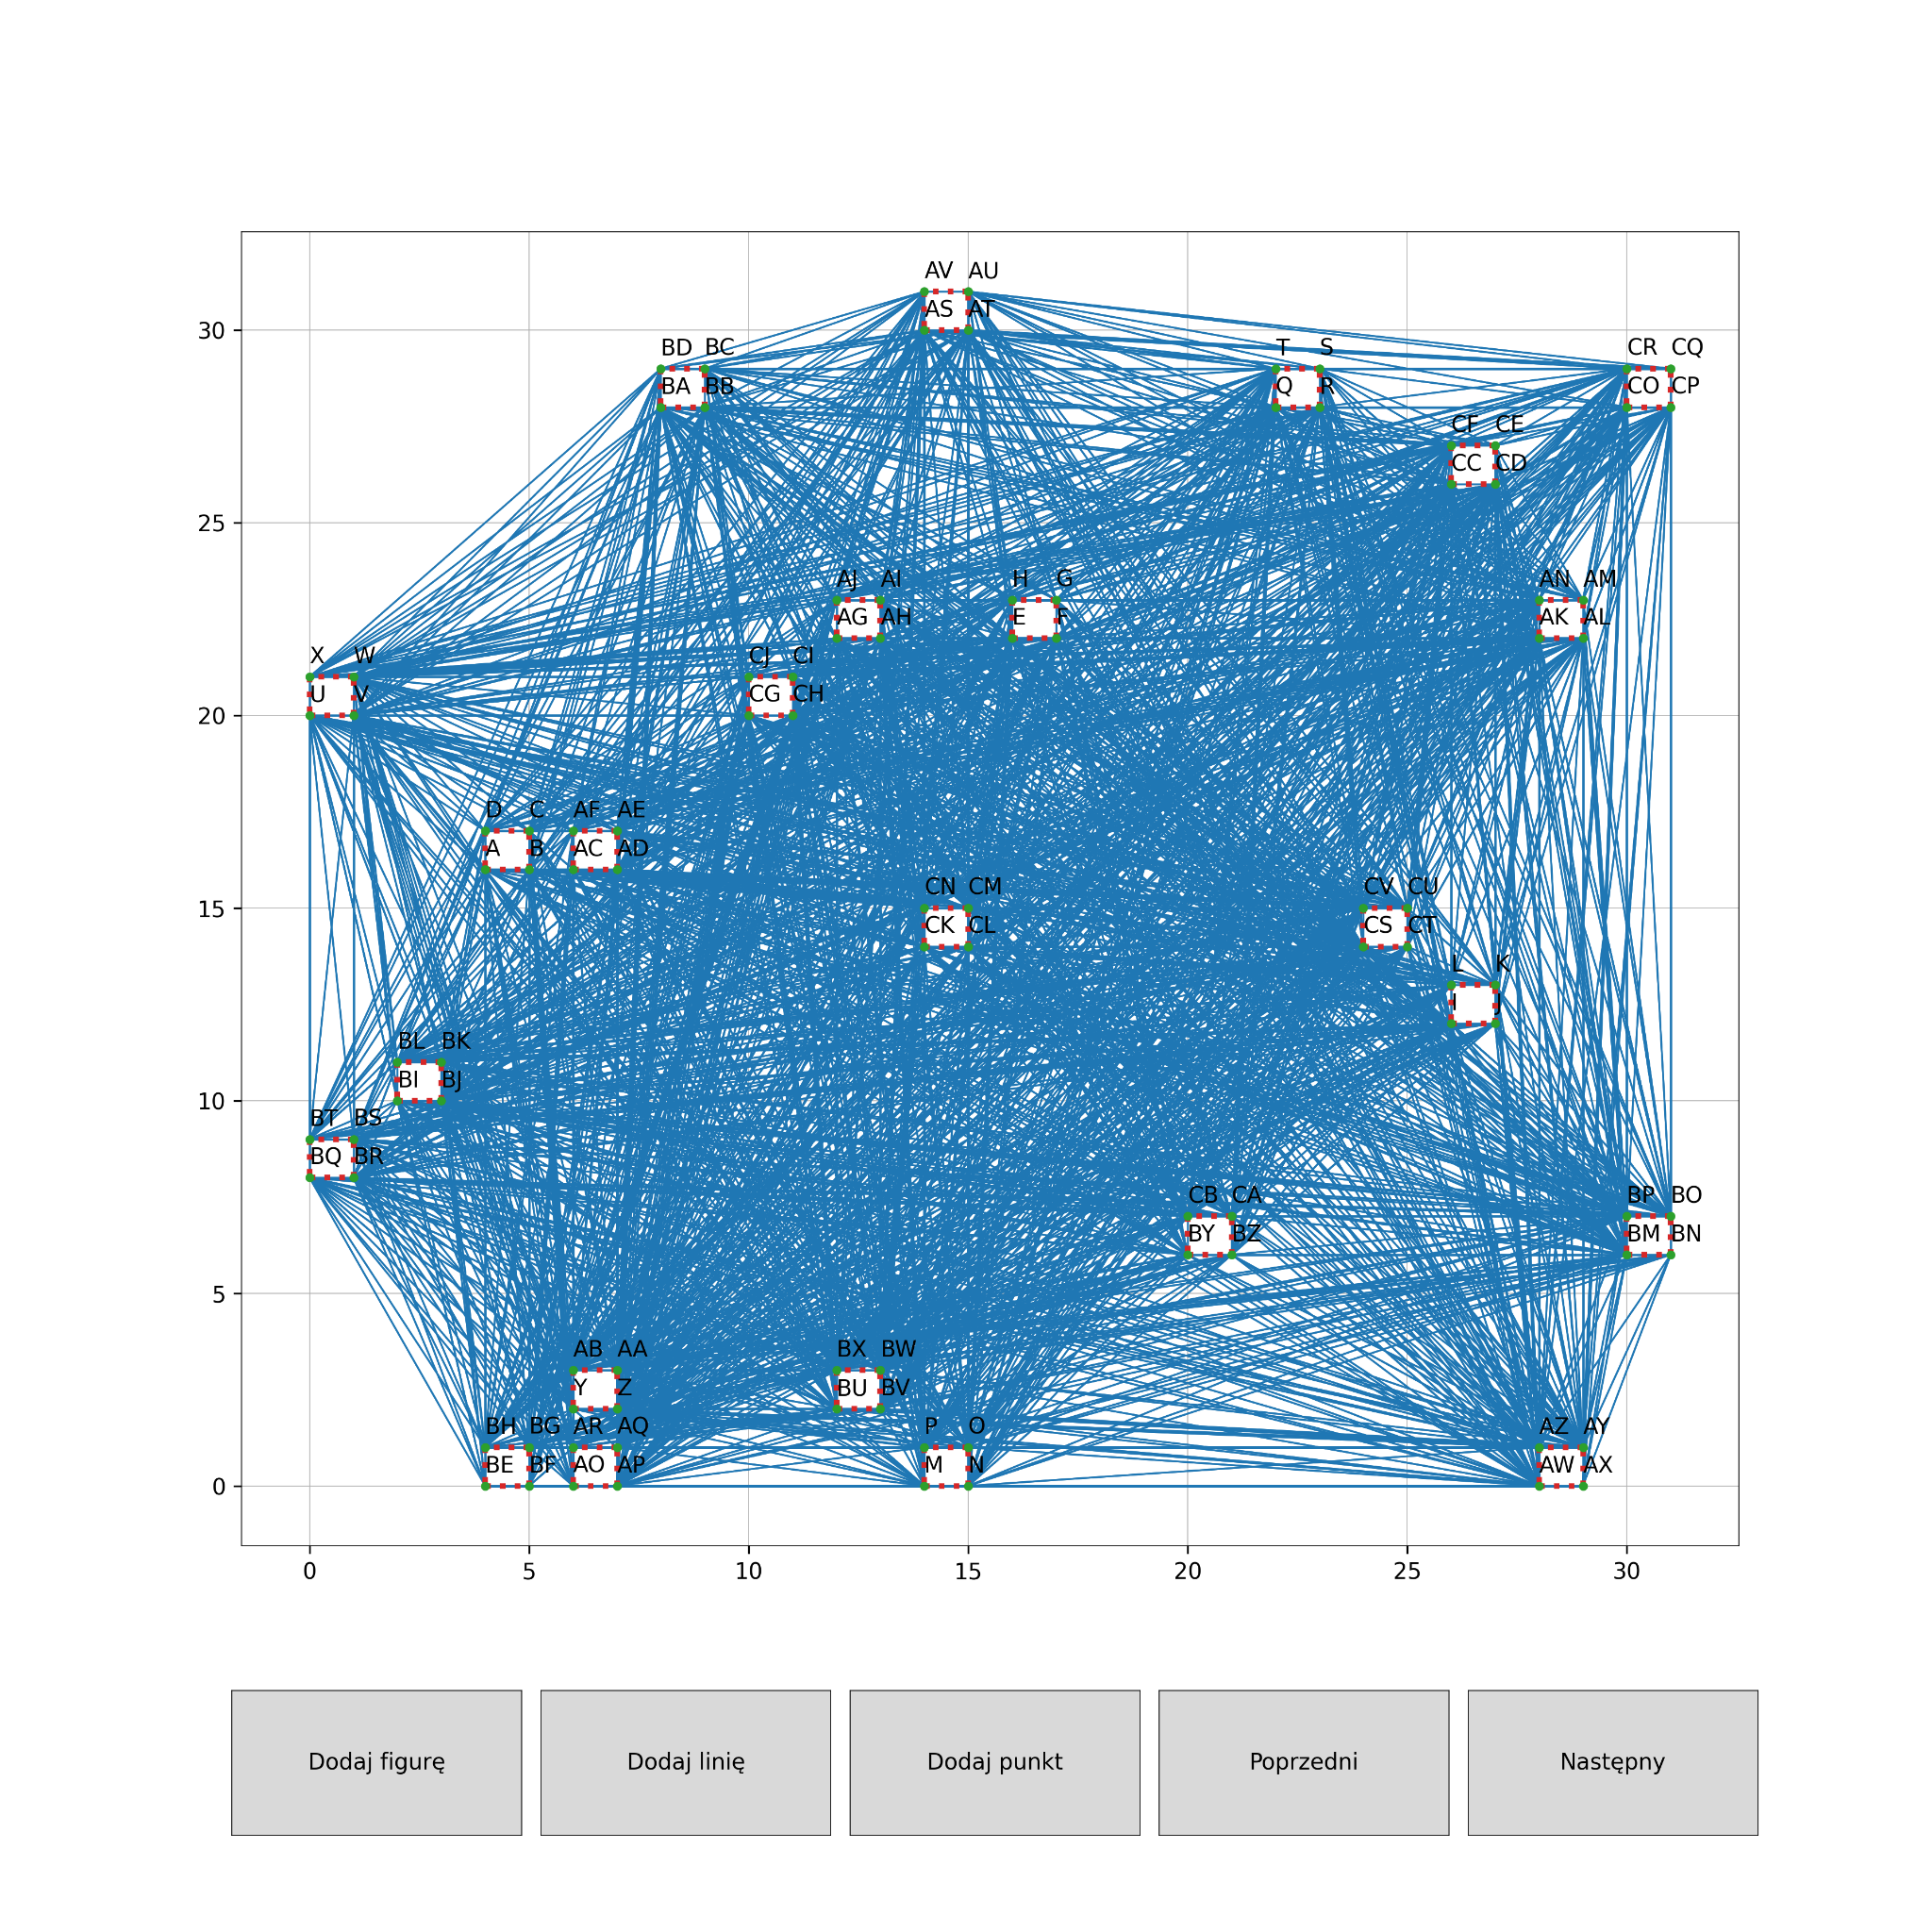 AV AU
30 AS AT
BD BC T S CR CQ
BA BB Q R CO CP
CF CE
CC CD
25
AJ AI H G AN AM
AG AH E F AK AL
X W CJ CI
U V CG CH
20
D C AF AE
A B AC AD
CN CM CV CU
15
CK CL CS CT
L K
I J
BL BK
BI BJ
10
BT BS
BQ BR
CB CA BP BO
BY BZ BM BN
5
AB AA BX BW
Y Z BU BV
BH BG AR AQ P O AZ AY
BE BF AO AP M N AW AX
0
0 5 10 15 20 25 30
Dodaj figurę Dodaj linię Dodaj punkt Poprzedni Następny